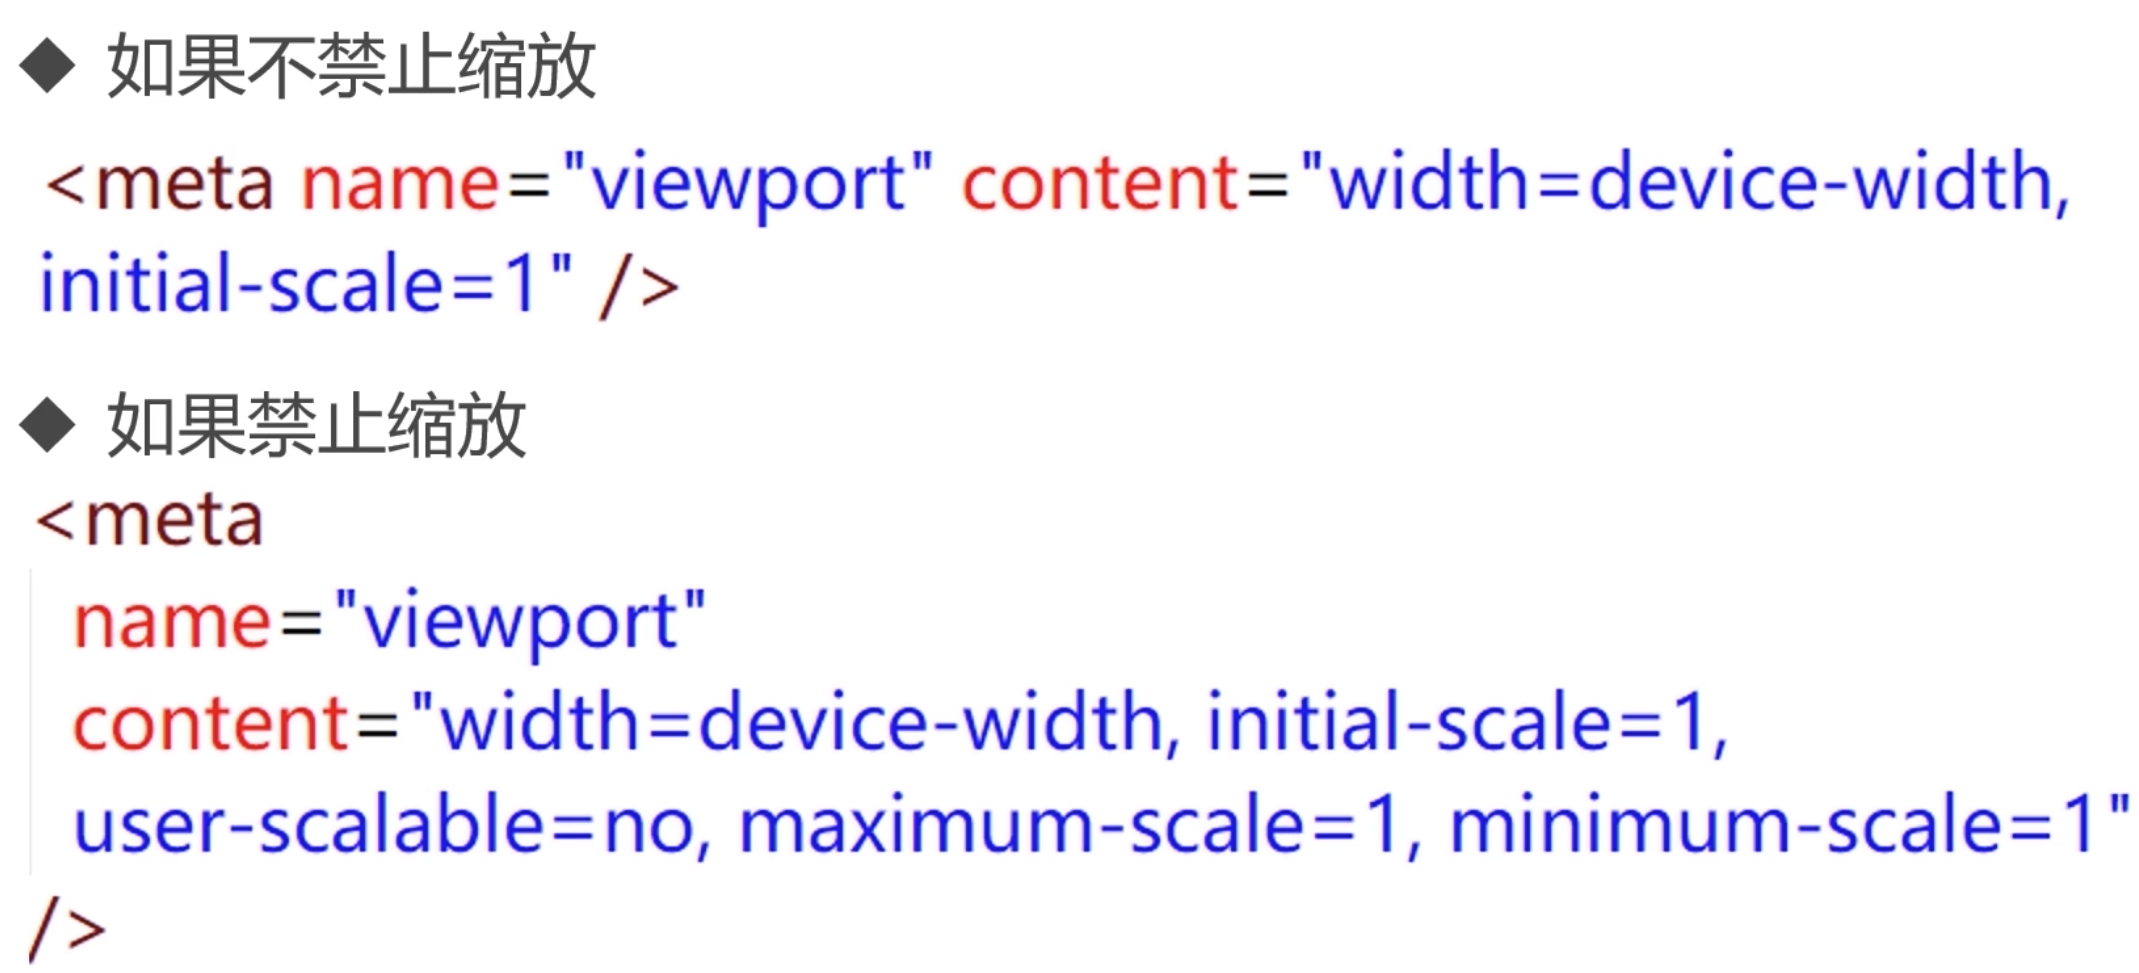 ◆ 如果不禁止缩放
<meta name="viewport" content="width=device-width,
initial-scale=1" />
◆ 如果禁止缩放
<meta
name="viewport"
content="width=device-width, initial-scale=1,
user-scalable=no, maximum-scale=1, minimum-scale=1"
/>